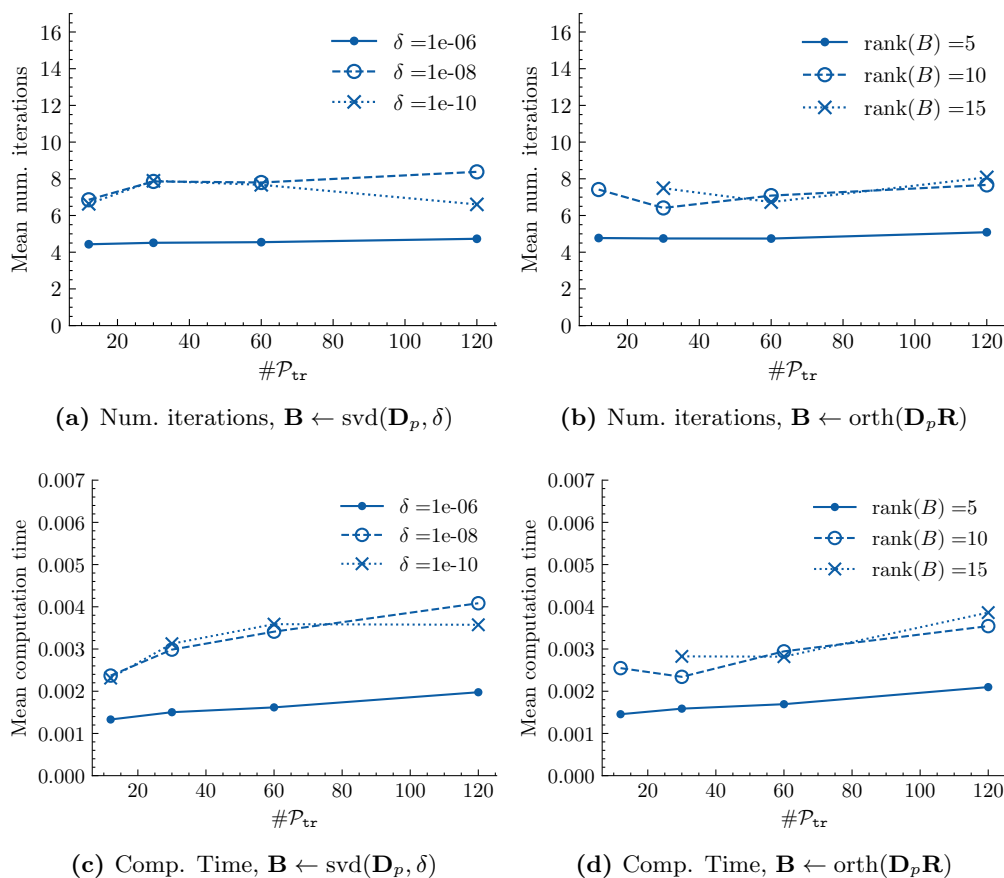 16
14
12
10
8
6
4
2
0
Mean num. iterations
δ =1e-06
δ =1e-08
δ =1e-10
20 40 60 80 100 120
#𝒫tr
(a) Num. iterations, B ← svd(Dp, δ)
16
14
12
10
8
6
4
2
0
Mean num. iterations
rank(B) =5
rank(B) =10
rank(B) =15
20 40 60 80 100 120
#𝒫tr
(b) Num. iterations, B ← orth(DpR)
0.007
0.006
0.005
0.004
0.003
0.002
0.001
0.000
Mean computation time
δ =1e-06
δ =1e-08
δ =1e-10
20 40 60 80 100 120
#𝒫tr
(c) Comp. Time, B ← svd(Dp, δ)
0.007
0.006
0.005
0.004
0.003
0.002
0.001
0.000
Mean computation time
rank(B) =5
rank(B) =10
rank(B) =15
20 40 60 80 100 120
#𝒫tr
(d) Comp. Time, B ← orth(DpR)